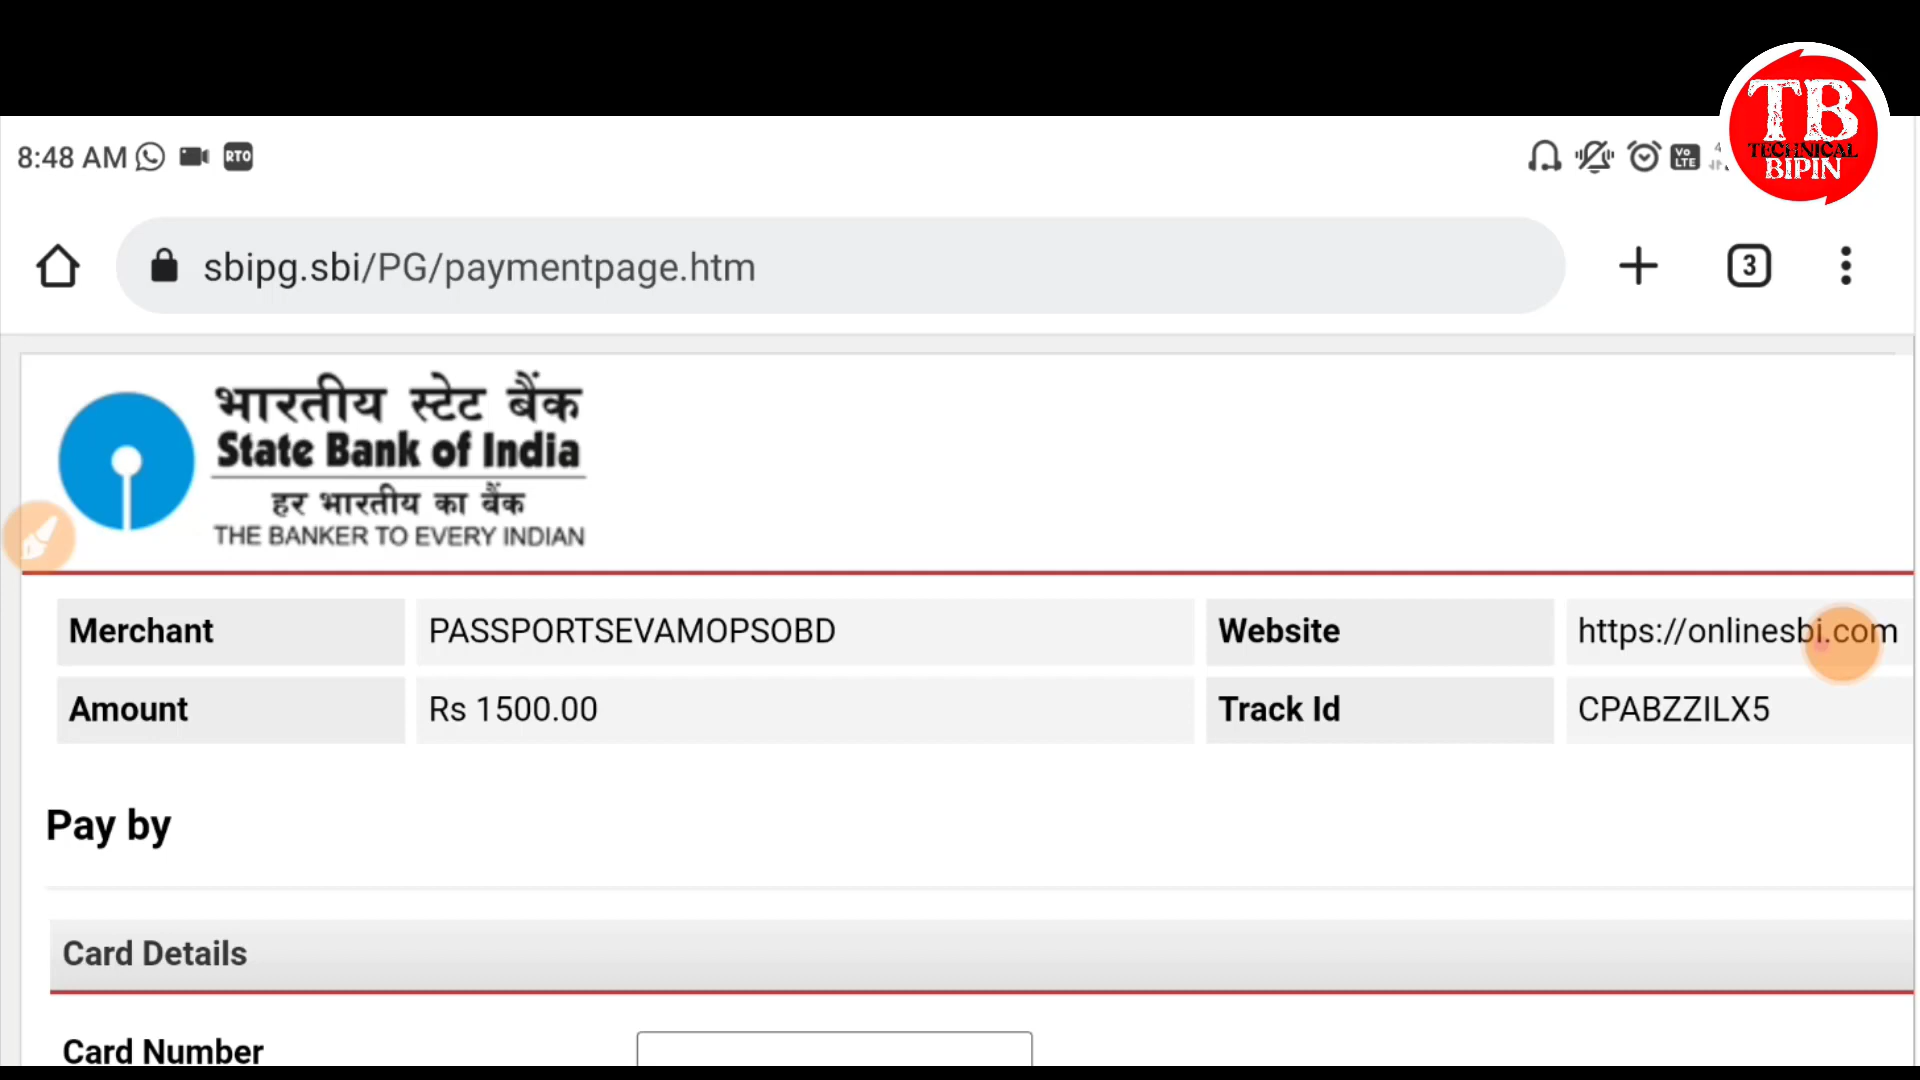 TB
TECHNICAL
BIPIN
8:48 AM RTO
Vo
LTE
sbipg.sbi/PG/paymentpage.htm
3
भारतीय स्टेट बैंक
State Bank of India
हर भारतीय का बैंक
THE BANKER TO EVERY INDIAN
Merchant PASSPORTSEVAMOPSOBD Website https://onlinesbi.com
Amount Rs 1500.00 Track Id CPABZZILX5
Pay by
Card Details
Card Number